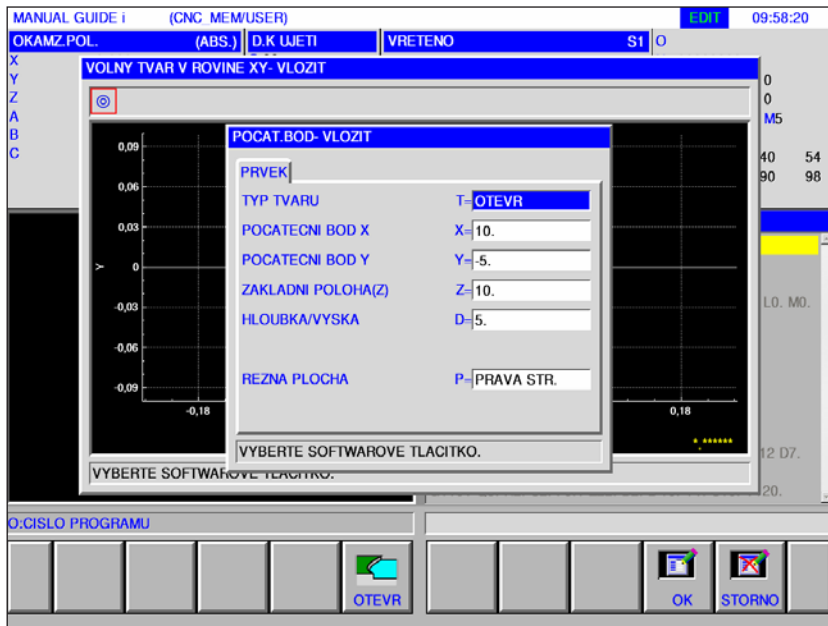 MANUAL GUIDE i (CNC_MEM/USER) EDIT 09:58:20
OKAMZ.POL. (ABS.) D.K UJETI VRETENO S1 O
X
Y 0
Z 0
A M5
B
C 40 54
90 98
VOLNY TVAR V ROVINE XY- VLOZIT
POCAT.BOD- VLOZIT
PRVEK
TYP TVARU T= OTEVR
POCATECNI BOD X X= 10.
POCATECNI BOD Y Y= -5.
ZAKLADNI POLOHA(Z) Z= 10.
HLOUBKA/VYSKA D= 5.
REZNA PLOCHA P= PRAVA STR.
VYBERTE SOFTWAROVE TLACITKO.
0,09
0,06
0,03
Y 0
-0,03
-0,06
-0,09
-0,18 0,18
*.******
L0. M0.
12 D7.
20.
VYBERTE SOFTWAROVE TLACITKO.
O:CISLO PROGRAMU
OTEVR OK STORNO